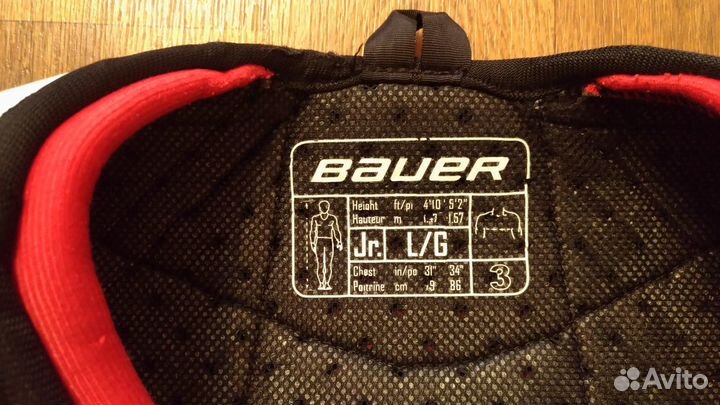 BAUER
Height ft/pi 4'10" 5'2"
Hauteur m 1.57
Jr. L/G
Chest in/po 31" 34"
Poitrine cm 86
3
Avito